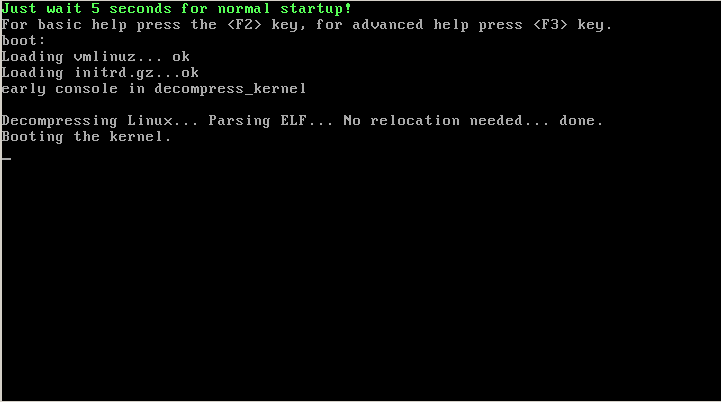 Just wait 5 seconds for normal startup!
For basic help press the <F2> key, for advanced help press <F3> key.
boot:
Loading vmlinuz... ok
Loading initrd.gz...ok
early console in decompress_kernel
Decompressing Linux... Parsing ELF... No relocation needed... done.
Booting the kernel.